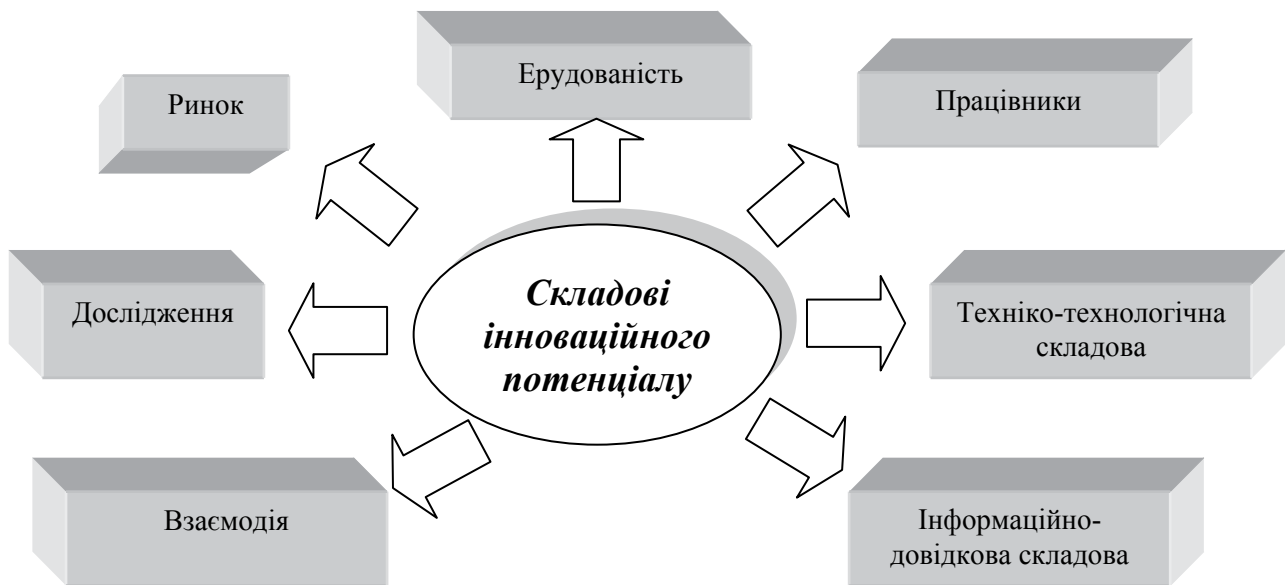 Ерудованість
Ринок
Працівники
Дослідження
Складові
інноваційного
потенціалу
Техніко-технологічна
складова
Взаємодія
Інформаційно-
довідкова складова